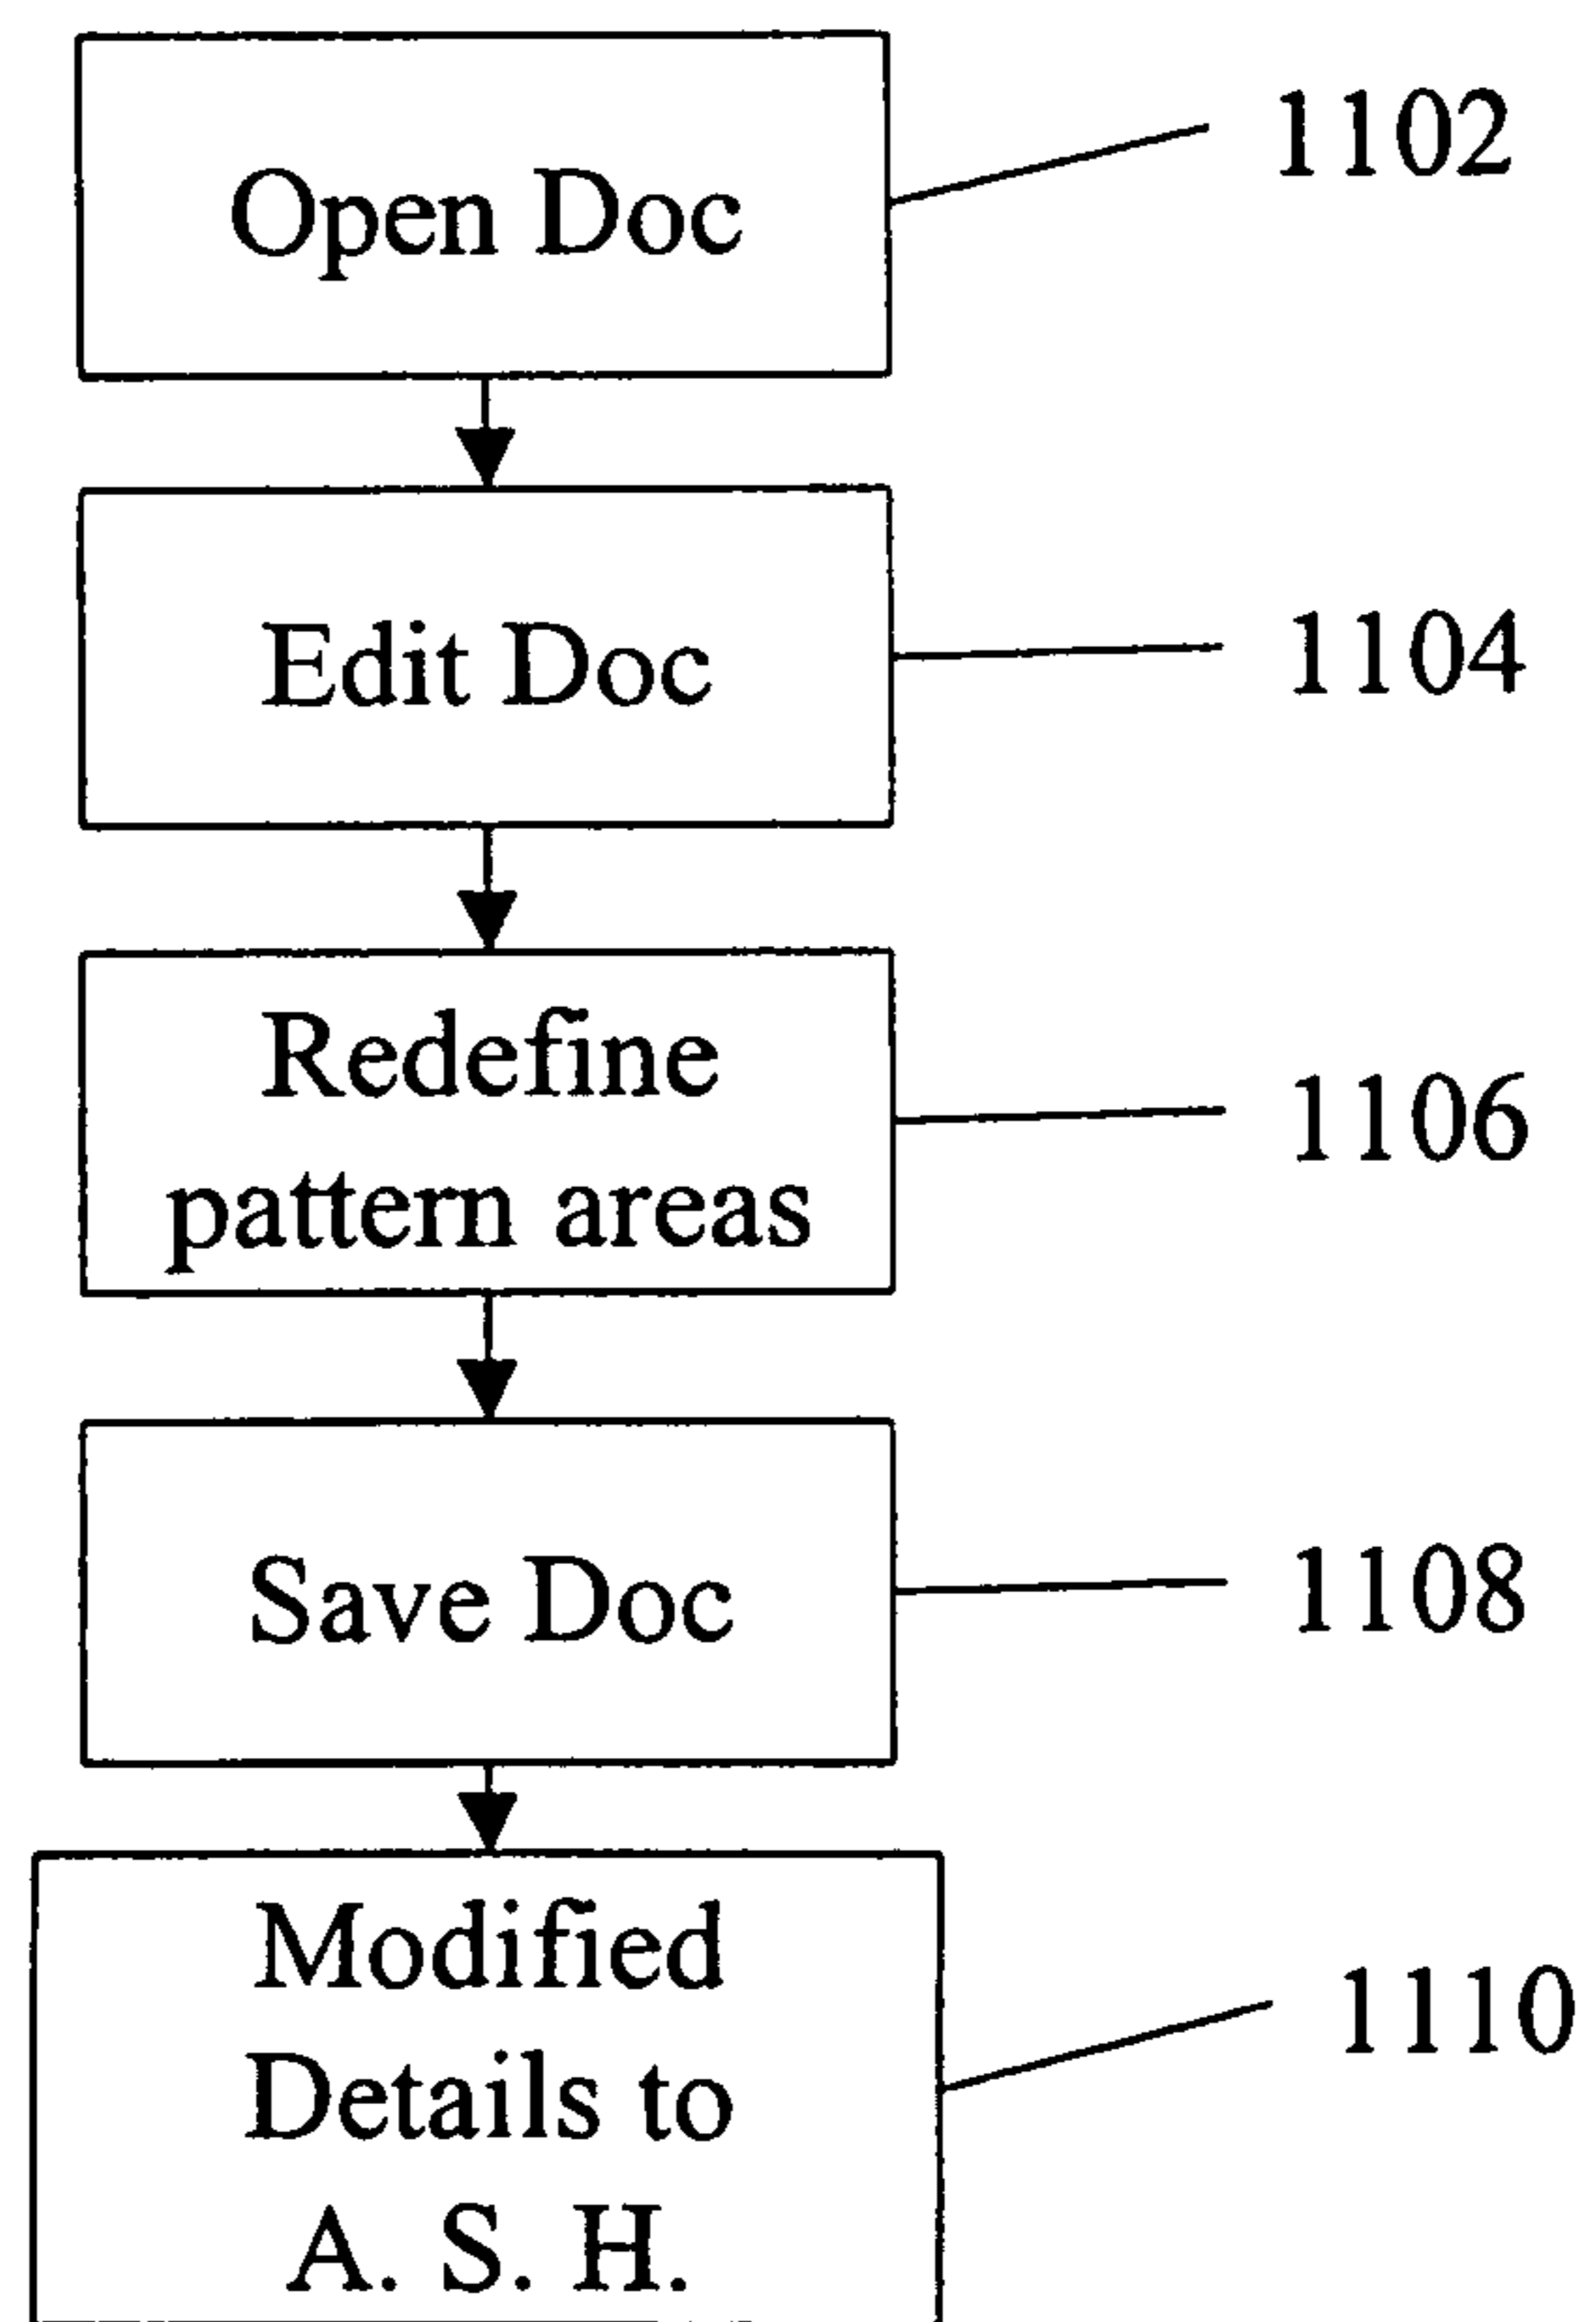 Open Doc
1102
Edit Doc
1104
Redefine
pattern areas
1106
Save Doc
1108
Modified
Details to
A. S. H.
1110